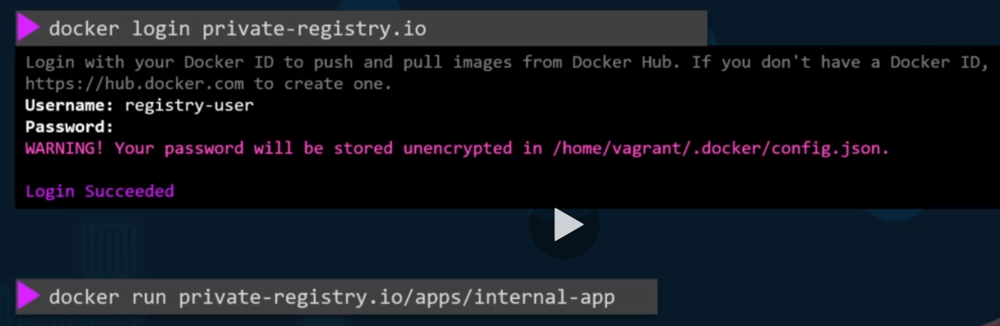 docker login private-registry.io
Login with your Docker ID to push and pull images from Docker Hub. If you don't have a Docker ID,
https://hub.docker.com to create one.
Username: registry-user
Password:
WARNING! Your password will be stored unencrypted in /home/vagrant/.docker/config.json.
Login Succeeded
docker run private-registry.io/apps/internal-app